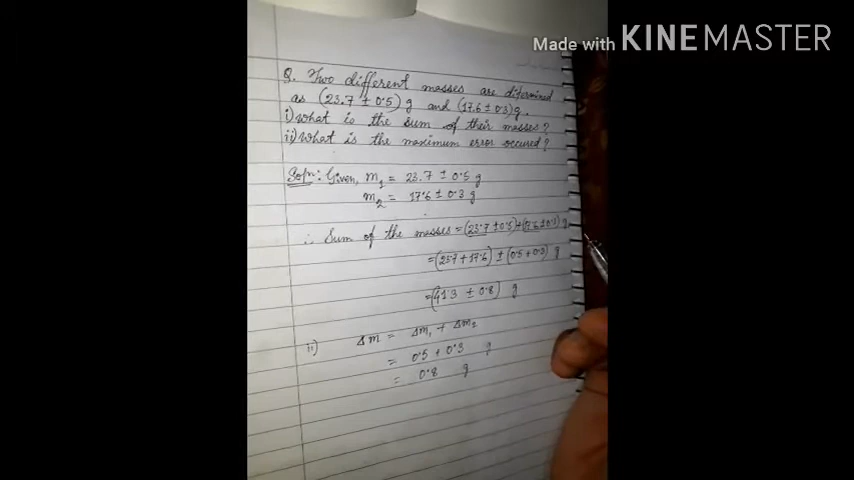 Made with KINEMASTER
Q. Two different masses are ditermined
as (23.7 ± 0.5) g and (17.6 ± 0.3) g.
i) what is the sum of their masses?
ii) What is the maximum error occured?
Soln: Given, m₁ = 23.7 ± 0.5 g
m₂ = 17.6 ± 0.3 g
∴ Sum of the masses = (23.7 ± 0.5) + (17.6 ± 0.3) g
= (23.7 + 17.6) ± (0.5 + 0.3) g
= (41.3 ± 0.8) g
ii) Δm = Δm₁ + Δm₂
= 0.5 + 0.3 g
= 0.8 g